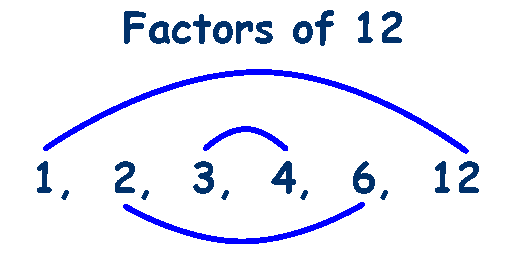 Factors of 12
1, 2, 3, 4, 6, 12